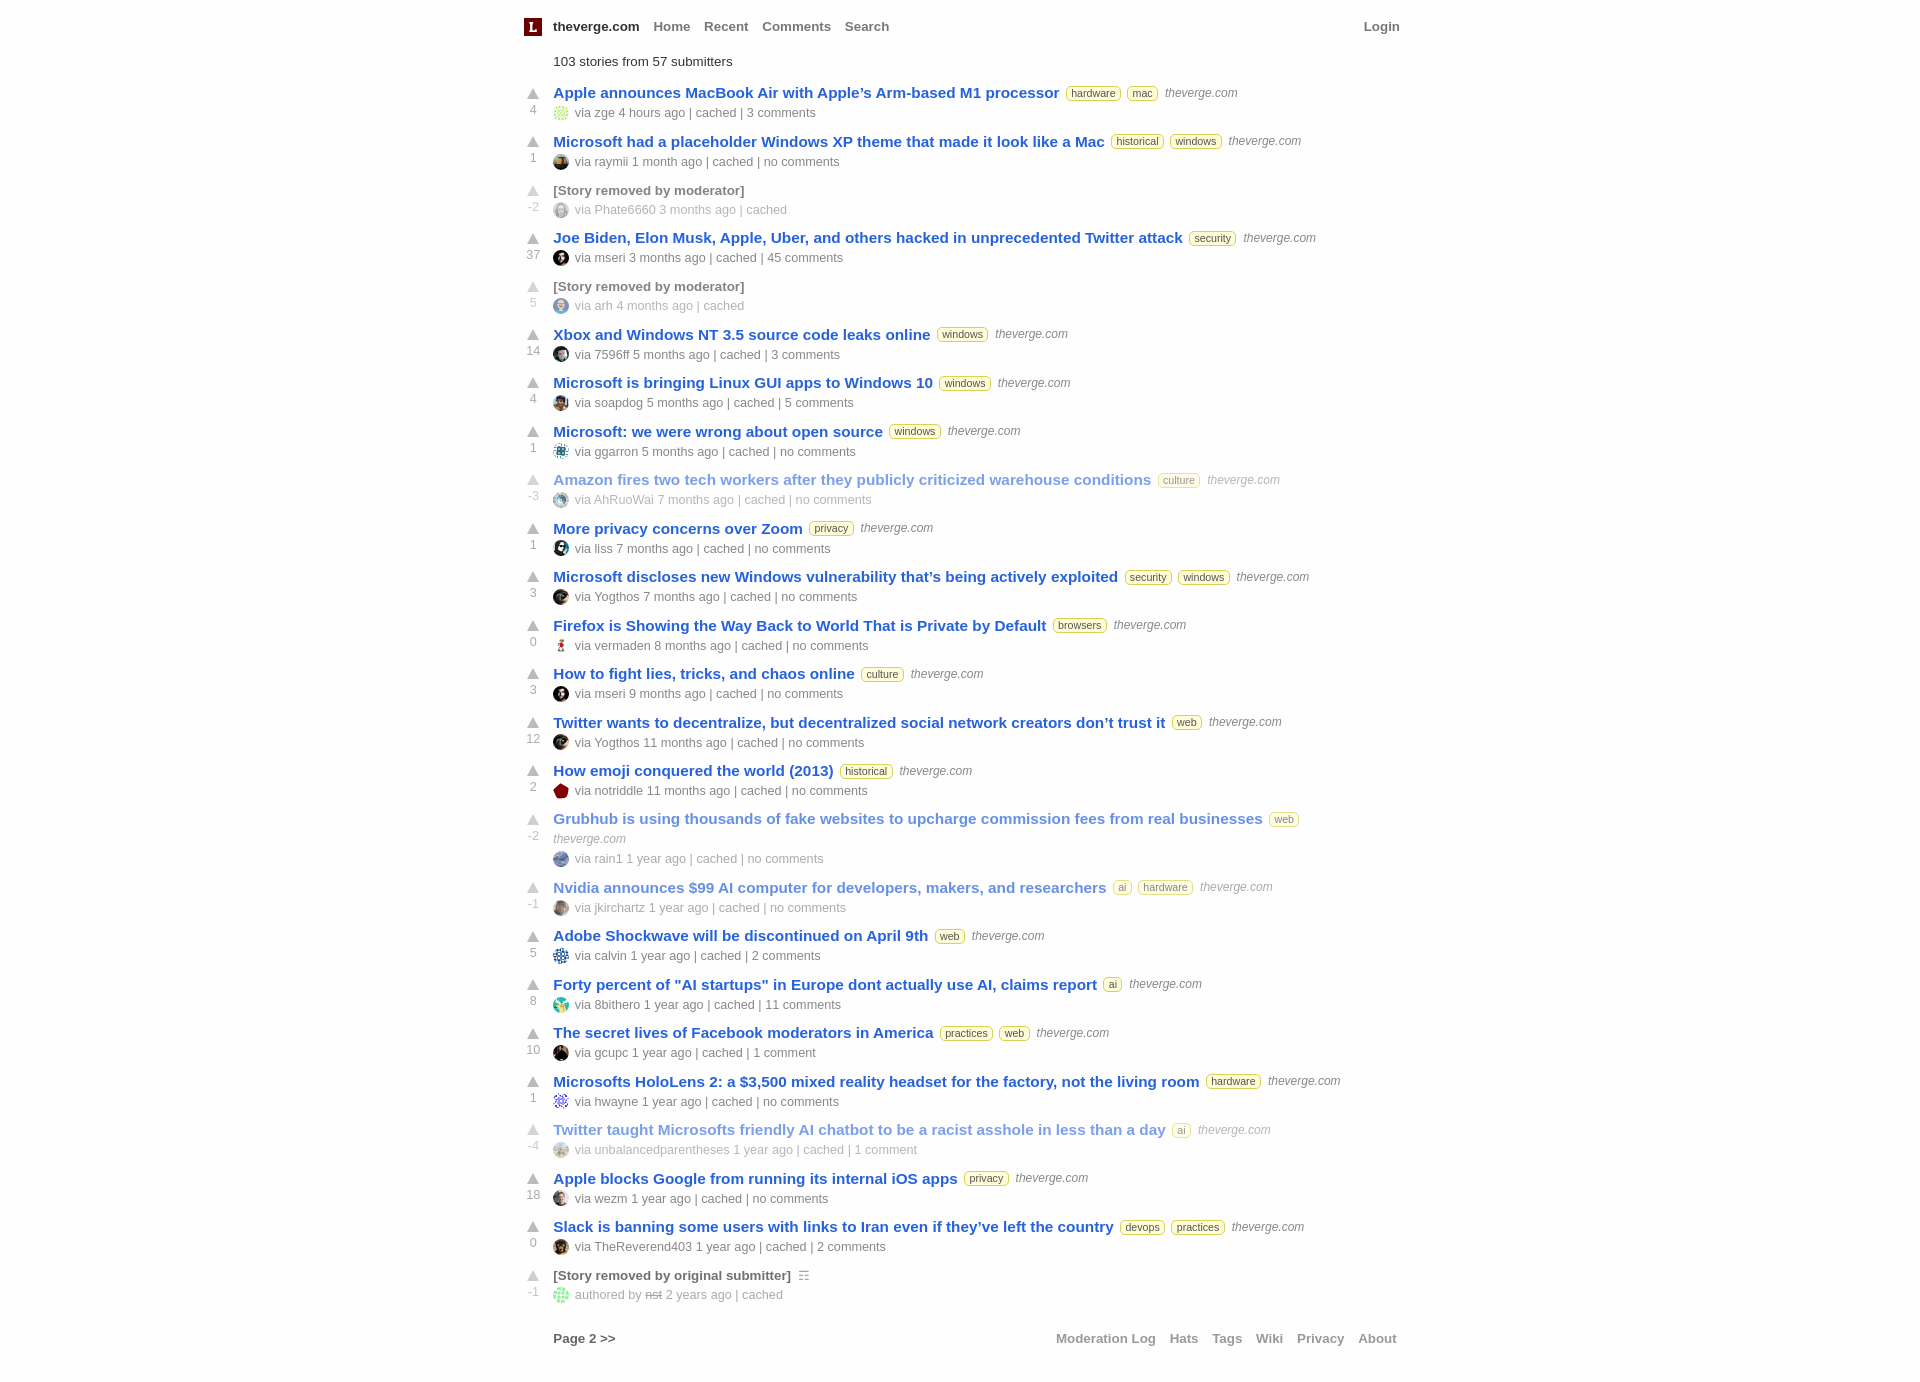 L theverge.com Home Recent Comments Search Login
103 stories from 57 submitters
Apple announces MacBook Air with Apple’s Arm-based M1 processor hardware mac theverge.com
4 via zge 4 hours ago | cached | 3 comments
Microsoft had a placeholder Windows XP theme that made it look like a Mac historical windows theverge.com
1 via raymii 1 month ago | cached | no comments
[Story removed by moderator]
-2 via Phate6660 3 months ago | cached
Joe Biden, Elon Musk, Apple, Uber, and others hacked in unprecedented Twitter attack security theverge.com
37 via mseri 3 months ago | cached | 45 comments
[Story removed by moderator]
5 via arh 4 months ago | cached
Xbox and Windows NT 3.5 source code leaks online windows theverge.com
14 via 7596ff 5 months ago | cached | 3 comments
Microsoft is bringing Linux GUI apps to Windows 10 windows theverge.com
4 via soapdog 5 months ago | cached | 5 comments
Microsoft: we were wrong about open source windows theverge.com
1 via ggarron 5 months ago | cached | no comments
Amazon fires two tech workers after they publicly criticized warehouse conditions culture theverge.com
-3 via AhRuoWai 7 months ago | cached | no comments
More privacy concerns over Zoom privacy theverge.com
1 via liss 7 months ago | cached | no comments
Microsoft discloses new Windows vulnerability that’s being actively exploited security windows theverge.com
3 via Yogthos 7 months ago | cached | no comments
Firefox is Showing the Way Back to World That is Private by Default browsers theverge.com
0 via vermaden 8 months ago | cached | no comments
How to fight lies, tricks, and chaos online culture theverge.com
3 via mseri 9 months ago | cached | no comments
Twitter wants to decentralize, but decentralized social network creators don’t trust it web theverge.com
12 via Yogthos 11 months ago | cached | no comments
How emoji conquered the world (2013) historical theverge.com
2 via notriddle 11 months ago | cached | no comments
Grubhub is using thousands of fake websites to upcharge commission fees from real businesses web
-2 theverge.com
via rain1 1 year ago | cached | no comments
Nvidia announces $99 AI computer for developers, makers, and researchers ai hardware theverge.com
-1 via jkirchartz 1 year ago | cached | no comments
Adobe Shockwave will be discontinued on April 9th web theverge.com
5 via calvin 1 year ago | cached | 2 comments
Forty percent of "AI startups" in Europe dont actually use AI, claims report ai theverge.com
8 via 8bithero 1 year ago | cached | 11 comments
The secret lives of Facebook moderators in America practices web theverge.com
10 via gcupc 1 year ago | cached | 1 comment
Microsofts HoloLens 2: a $3,500 mixed reality headset for the factory, not the living room hardware theverge.com
1 via hwayne 1 year ago | cached | no comments
Twitter taught Microsofts friendly AI chatbot to be a racist asshole in less than a day ai theverge.com
-4 via unbalancedparentheses 1 year ago | cached | 1 comment
Apple blocks Google from running its internal iOS apps privacy theverge.com
18 via wezm 1 year ago | cached | no comments
Slack is banning some users with links to Iran even if they’ve left the country devops practices theverge.com
0 via TheReverend403 1 year ago | cached | 2 comments
[Story removed by original submitter] ☶
-1 authored by nst 2 years ago | cached
Page 2 >> Moderation Log Hats Tags Wiki Privacy About